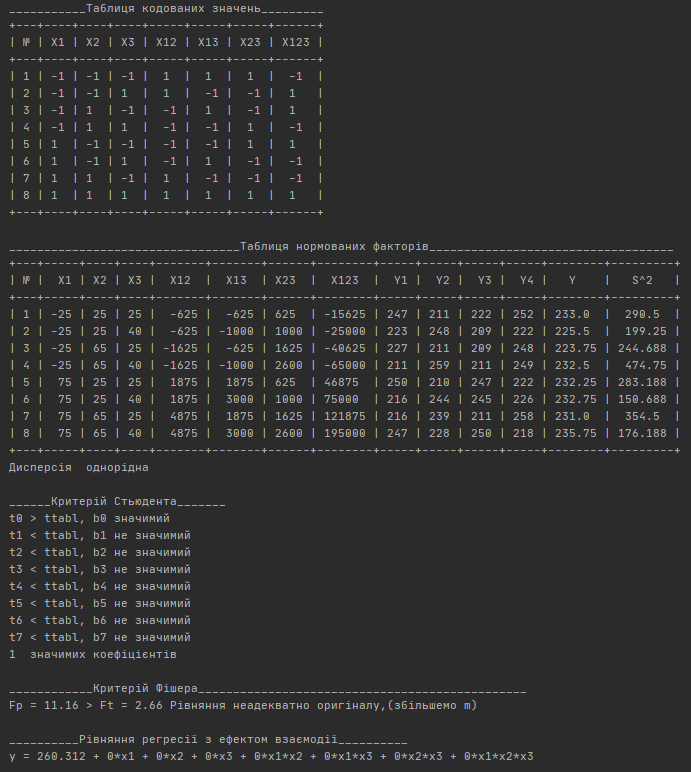 ___________Таблиця кодованих значень_________
+---+----+----+----+-----+-----+-----+------+
| № | X1 | X2 | X3 | X12 | X13 | X23 | X123 |
+---+----+----+----+-----+-----+-----+------+
| 1 | -1 | -1 | -1 |  1  |  1  |  1  |  -1  |
| 2 | -1 | -1 | 1  |  1  |  -1 |  -1 |  1   |
| 3 | -1 | 1  | -1 |  -1 |  1  |  -1 |  1   |
| 4 | -1 | 1  | 1  |  -1 |  -1 |  1  |  -1  |
| 5 | 1  | -1 | -1 |  -1 |  -1 |  1  |  1   |
| 6 | 1  | -1 | 1  |  -1 |  1  |  -1 |  -1  |
| 7 | 1  | 1  | -1 |  1  |  -1 |  -1 |  -1  |
| 8 | 1  | 1  | 1  |  1  |  1  |  1  |  1   |
+---+----+----+----+-----+-----+-----+------+
_________________________________Таблиця нормованих факторів___________________________________
+---+-----+----+----+-------+-------+------+--------+-----+-----+-----+-----+--------+---------+
| № |  X1 | X2 | X3 |  X12  |  X13  | X23  |  X123  |  Y1 |  Y2 |  Y3 |  Y4 |   Y    |   S^2   |
+---+-----+----+----+-------+-------+------+--------+-----+-----+-----+-----+--------+---------+
| 1 | -25 | 25 | 25 |  -625 |  -625 | 625  | -15625 | 247 | 211 | 222 | 252 | 233.0  |  290.5  |
| 2 | -25 | 25 | 40 |  -625 | -1000 | 1000 | -25000 | 223 | 248 | 209 | 222 | 225.5  |  199.25 |
| 3 | -25 | 65 | 25 | -1625 |  -625 | 1625 | -40625 | 227 | 211 | 209 | 248 | 223.75 | 244.688 |
| 4 | -25 | 65 | 40 | -1625 | -1000 | 2600 | -65000 | 211 | 259 | 211 | 249 | 232.5  |  474.75 |
| 5 |  75 | 25 | 25 |  1875 |  1875 | 625  | 46875  | 250 | 210 | 247 | 222 | 232.25 | 283.188 |
| 6 |  75 | 25 | 40 |  1875 |  3000 | 1000 | 75000  | 216 | 244 | 245 | 226 | 232.75 | 150.688 |
| 7 |  75 | 65 | 25 |  4875 |  1875 | 1625 | 121875 | 216 | 239 | 211 | 258 | 231.0  |  354.5  |
| 8 |  75 | 65 | 40 |  4875 |  3000 | 2600 | 195000 | 247 | 228 | 250 | 218 | 235.75 | 176.188 |
+---+-----+----+----+-------+-------+------+--------+-----+-----+-----+-----+--------+---------+
Дисперсія  однорідна
______Критерій Стьюдента_______
t0 > ttabl, b0 значимий
t1 < ttabl, b1 не значимий
t2 < ttabl, b2 не значимий
t3 < ttabl, b3 не значимий
t4 < ttabl, b4 не значимий
t5 < ttabl, b5 не значимий
t6 < ttabl, b6 не значимий
t7 < ttabl, b7 не значимий
1  значимих коефіцієнтів
____________Критерій Фішера_______________________________________________
Fp = 11.16 > Ft = 2.66 Рівняння неадекватно оригіналу,(збільшемо m)
__________Рівняння регресії з ефектом взаємодії__________
y = 260.312 + 0*x1 + 0*x2 + 0*x3 + 0*x1*x2 + 0*x1*x3 + 0*x2*x3 + 0*x1*x2*x3